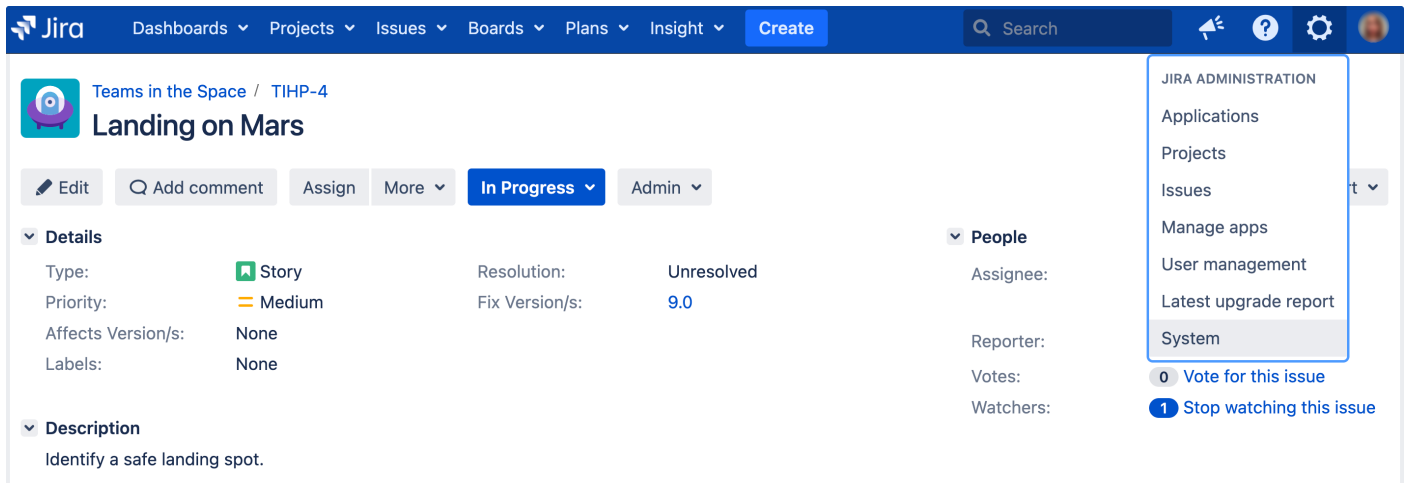 Jira Dashboards Projects Issues Boards Plans Insight Create Search ?
JIRA ADMINISTRATION
Applications
Projects
Issues
Manage apps
User management
Latest upgrade report
System
Teams in the Space / TIHP-4
Landing on Mars
Edit Add comment Assign More In Progress Admin
Details
Type: Story
Priority: Medium
Affects Version/s: None
Labels: None
Resolution: Unresolved
Fix Version/s: 9.0
People
Assignee:
Reporter:
Votes: 0 Vote for this issue
Watchers: 1 Stop watching this issue
Description
Identify a safe landing spot.